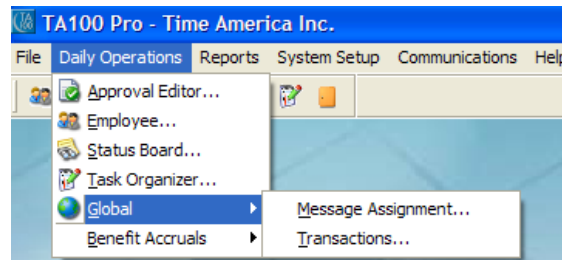 TA100 Pro - Time America Inc.
File Daily Operations Reports System Setup Communications Help
Approval Editor...
Employee...
Status Board...
Task Organizer...
Global Message Assignment...
Benefit Accruals Transactions...